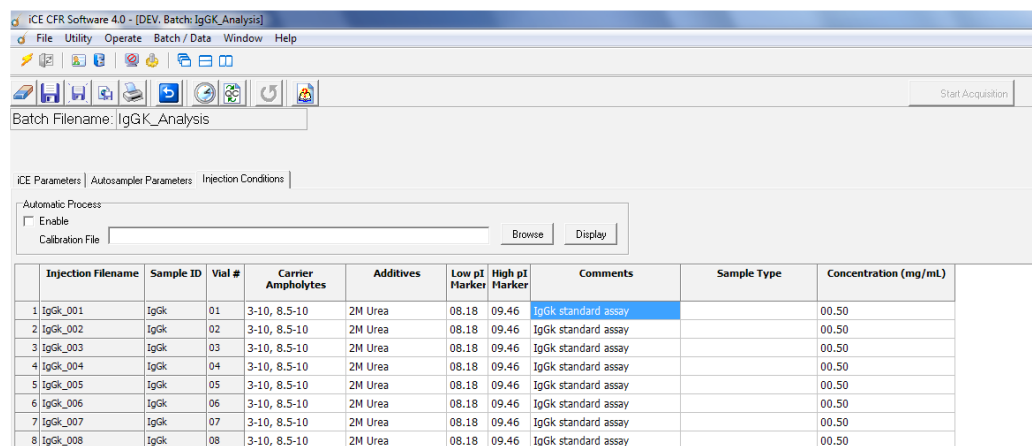 iCE CFR Software 4.0 - [DEV. Batch: IgGK_Analysis]
File Utility Operate Batch / Data Window Help
Start Acquisition
Batch Filename: IgGK_Analysis
iCE Parameters Autosampler Parameters Injection Conditions
Automatic Process
Enable
Calibration File Browse Display
Injection Filename Sample ID Vial # Carrier Ampholytes Additives Low pI Marker High pI Marker Comments Sample Type Concentration (mg/mL)
1 IgGk_001 IgGk 01 3-10, 8.5-10 2M Urea 08.18 09.46 IgGk standard assay 00.50
2 IgGk_002 IgGk 02 3-10, 8.5-10 2M Urea 08.18 09.46 IgGk standard assay 00.50
3 IgGk_003 IgGk 03 3-10, 8.5-10 2M Urea 08.18 09.46 IgGk standard assay 00.50
4 IgGk_004 IgGk 04 3-10, 8.5-10 2M Urea 08.18 09.46 IgGk standard assay 00.50
5 IgGk_005 IgGk 05 3-10, 8.5-10 2M Urea 08.18 09.46 IgGk standard assay 00.50
6 IgGk_006 IgGk 06 3-10, 8.5-10 2M Urea 08.18 09.46 IgGk standard assay 00.50
7 IgGk_007 IgGk 07 3-10, 8.5-10 2M Urea 08.18 09.46 IgGk standard assay 00.50
8 IgGk_008 IgGk 08 3-10, 8.5-10 2M Urea 08.18 09.46 IgGk standard assay 00.50